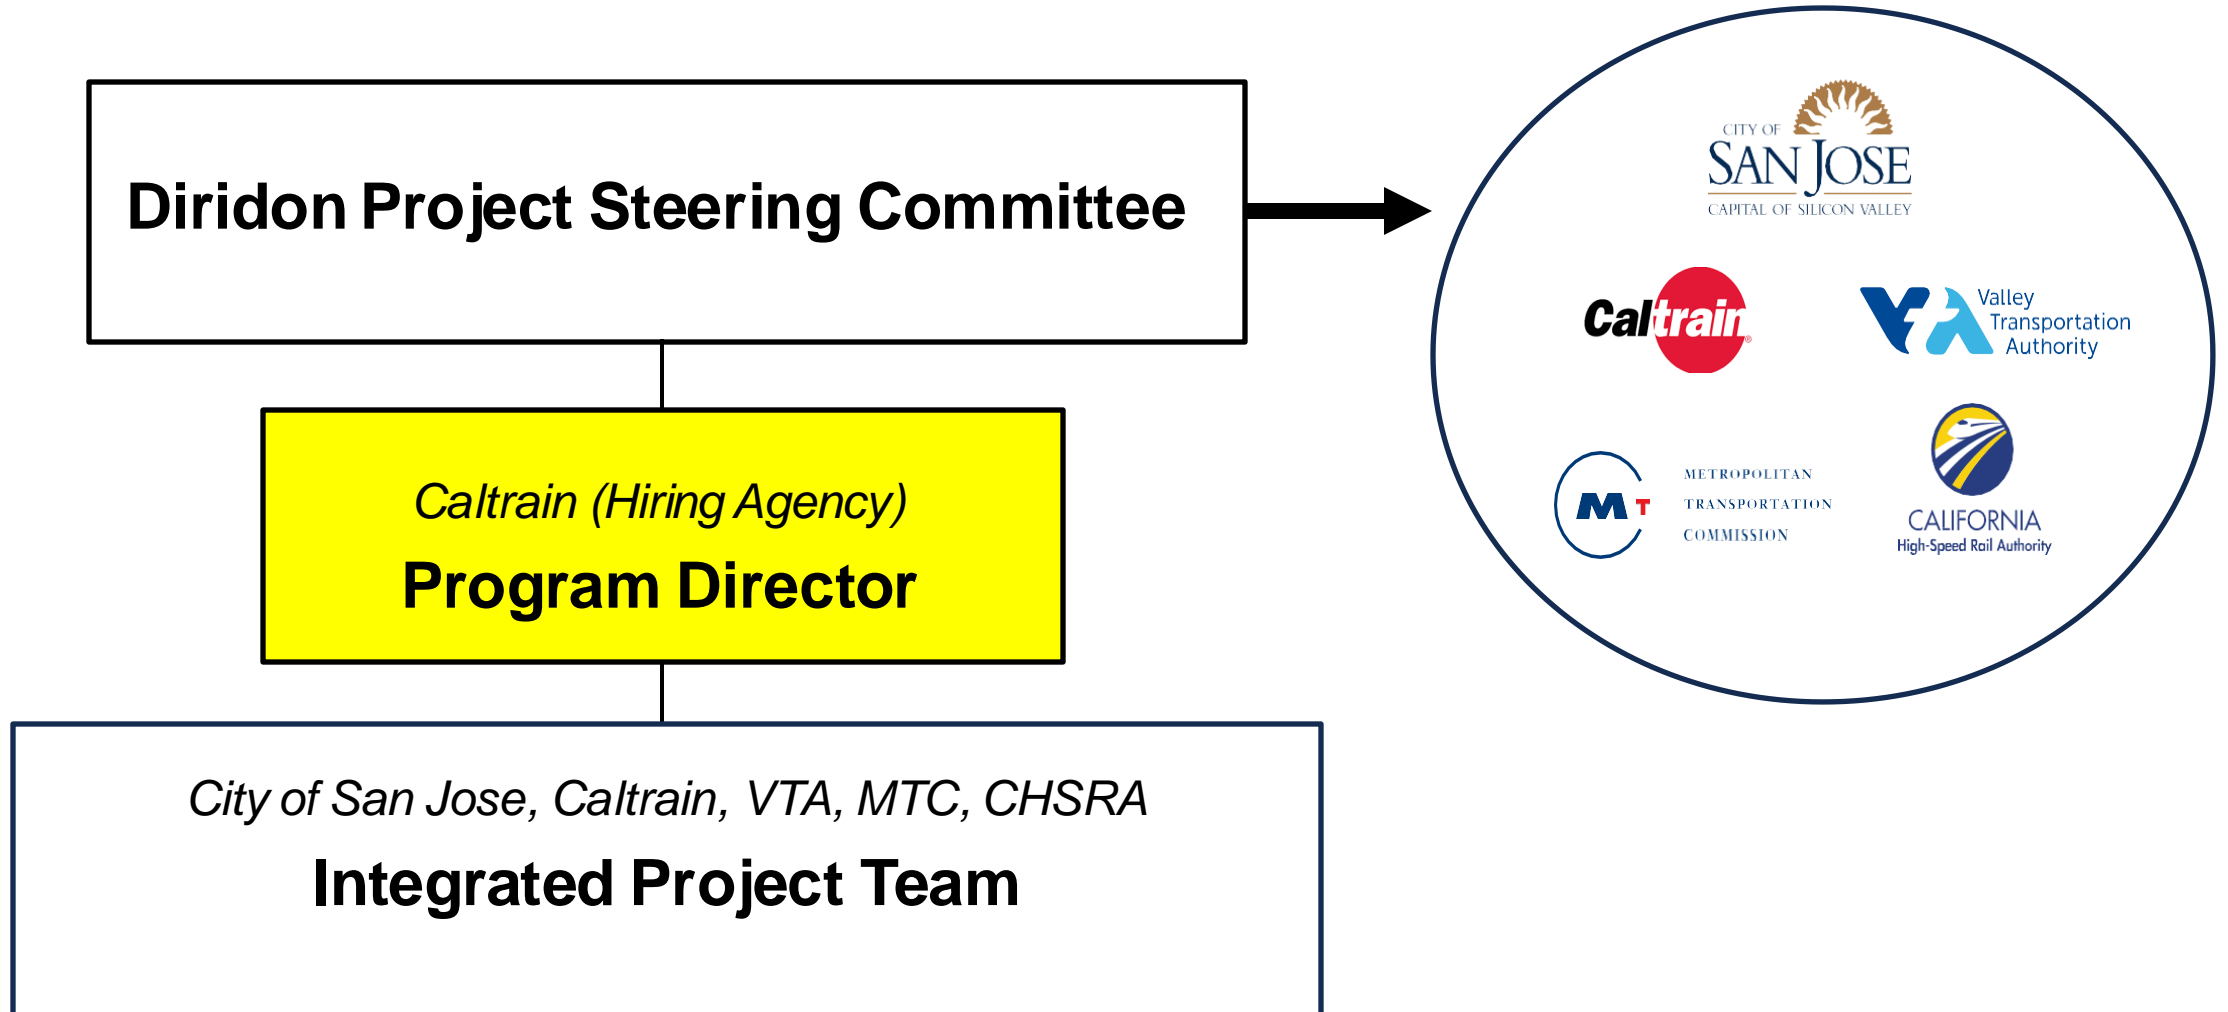 Diridon Project Steering Committee
Caltrain (Hiring Agency)
Program Director
City of San Jose, Caltrain, VTA, MTC, CHSRA
Integrated Project Team
CITY OF
SAN JOSE
CAPITAL OF SILICON VALLEY
Caltrain®
VTA
Valley
Transportation
Authority
MT
METROPOLITAN
TRANSPORTATION
COMMISSION
CALIFORNIA
High-Speed Rail Authority